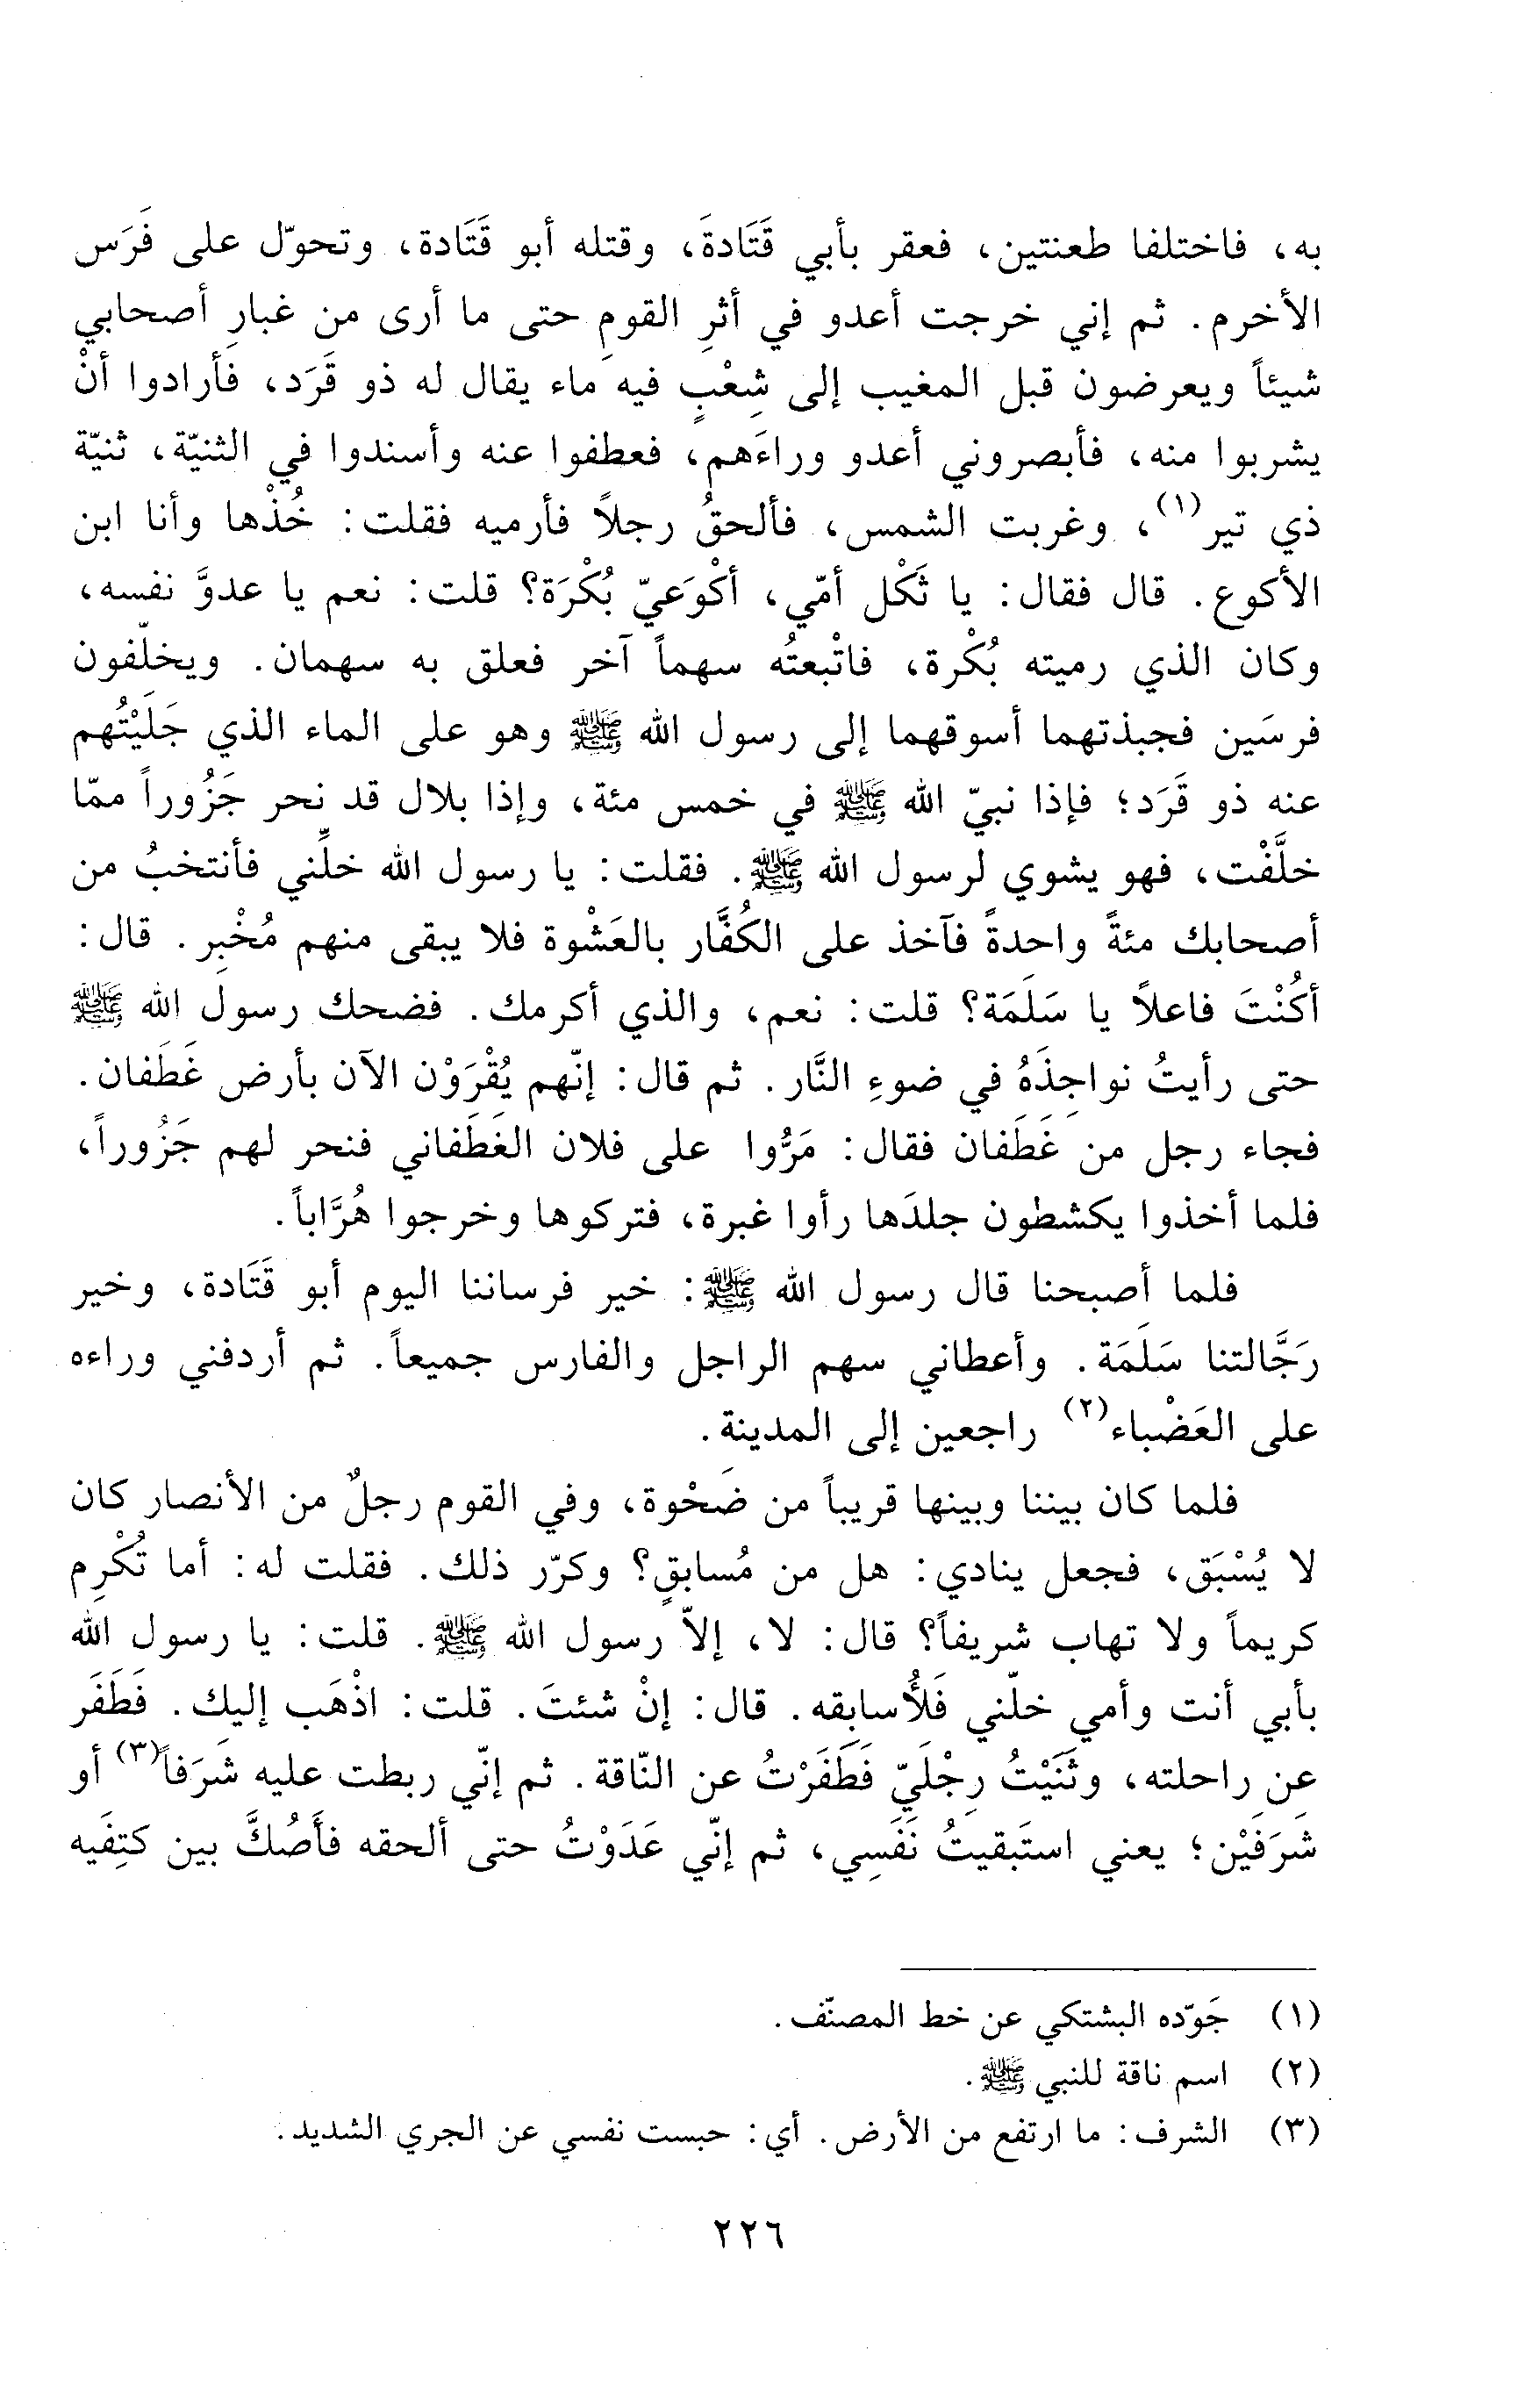 به، فاختلفا طعنتين، فعقر بأبي قَتَادةَ، وقتله أبو قَتَادة، وتحوّل على فَرَس
الأخرم. ثم إني خرجت أعدو في أثرِ القومِ حتى ما أرى من غبارِ أصحابي
شيئاً ويعرضون قبل المغيب إلى شِعْبٍ فيه ماء يقال له ذو قَرَد، فأرادوا أنْ
يشربوا منه، فأبصروني أعدو وراءَهم، فعطفوا عنه وأسندوا في الثنيّة، ثنيّة
ذي تير(١)، وغربت الشمس، فألحقُ رجلاً فأرميه فقلت: خُذْها وأنا ابن
الأكوع. قال فقال: يا ثَكْل أمّي، أكْوَعيّ بُكْرَة؟ قلت: نعم يا عدوَّ نفسه،
وكان الذي رميته بُكْرة، فاتْبعتُه سهماً آخر فعلق به سهمان. ويخلّفون
فرسَين فجبذتهما أسوقهما إلى رسول الله ﷺ وهو على الماء الذي جَلَيْتُهم
عنه ذو قَرَد؛ فإذا نبيّ الله ﷺ في خمس مئة، وإذا بلال قد نحر جَزُوراً ممّا
خلَّفْت، فهو يشوي لرسول الله ﷺ. فقلت: يا رسول الله خلِّني فأنتخبُ من
أصحابك مئةً واحدةً فآخذ على الكُفَّار بالعَشْوة فلا يبقى منهم مُخْبِر. قال:
أكُنْتَ فاعلاً يا سَلَمَة؟ قلت: نعم، والذي أكرمك. فضحك رسول الله ﷺ
حتى رأيتُ نواجِذَهُ في ضوءِ النَّار. ثم قال: إنّهم يُقْرَوْن الآن بأرض غَطَفان.
فجاء رجل من غَطَفان فقال: مَرُّوا على فلان الغَطَفاني فنحر لهم جَزُوراً،
فلما أخذوا يكشطون جلدَها رأوا غبرة، فتركوها وخرجوا هُرَّاباً.
فلما أصبحنا قال رسول الله ﷺ: خير فرساننا اليوم أبو قَتَادة، وخير
رَجَّالتنا سَلَمَة. وأعطاني سهم الراجل والفارس جميعاً. ثم أردفني وراءه
على العَضْباء(٢) راجعين إلى المدينة.
فلما كان بيننا وبينها قريباً من ضَحْوة، وفي القوم رجلٌ من الأنصار كان
لا يُسْبَق، فجعل ينادي: هل من مُسابقٍ؟ وكرّر ذلك. فقلت له: أما تُكْرِم
كريماً ولا تهاب شريفاً؟ قال: لا، إلاّ رسول الله ﷺ. قلت: يا رسول الله
بأبي أنت وأمي خلّني فَلأُسابِقه. قال: إنْ شئتَ. قلت: اذْهَب إليك. فَطَفَر
عن راحلته، وثَنَيْتُ رِجْلَيّ فَطَفَرْتُ عن النّاقة. ثم إنّي ربطت عليه شَرَفاً(٣) أو
شَرَفَيْن؛ يعني استَبقيتُ نَفَسِي، ثم إنّي عَدَوْتُ حتى ألحقه فأَصُكَّ بين كتِفَيه
(١) جَوّده البشتكي عن خط المصنّف.
(٢) اسم ناقة للنبي ﷺ.
(٣) الشرف: ما ارتفع من الأرض. أي: حبست نفسي عن الجري الشديد.
٢٢٦